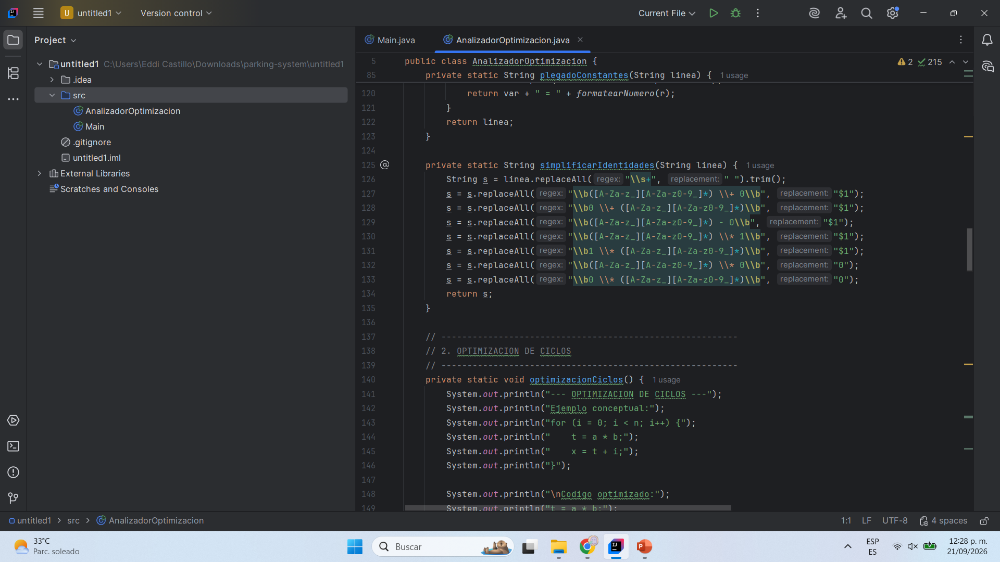 U untitled1 Version control Current File
Project
untitled1 C:\Users\Eddi Castillo\Downloads\parking-system\untitled1
.idea
src
AnalizadorOptimizacion
Main
.gitignore
untitled1.iml
External Libraries
Scratches and Consoles
Main.java AnalizadorOptimizacion.java
2 215
5 public class AnalizadorOptimizacion {
85 private static String plegadoConstantes(String linea) { 1 usage
120 return var + " = " + formatearNumero(r);
121 }
122 return linea;
123 }
124
125 @ private static String simplificarIdentidades(String linea) { 1 usage
126 String s = linea.replaceAll( regex: "\\s+", replacement: " ").trim();
127 s = s.replaceAll( regex: "\\b([A-Za-z_][A-Za-z0-9_]*) \\+ 0\\b", replacement: "$1");
128 s = s.replaceAll( regex: "\\b0 \\+ ([A-Za-z_][A-Za-z0-9_]*)\\b", replacement: "$1");
129 s = s.replaceAll( regex: "\\b([A-Za-z_][A-Za-z0-9_]*) - 0\\b", replacement: "$1");
130 s = s.replaceAll( regex: "\\b([A-Za-z_][A-Za-z0-9_]*) \\* 1\\b", replacement: "$1");
131 s = s.replaceAll( regex: "\\b1 \\* ([A-Za-z_][A-Za-z0-9_]*)\\b", replacement: "$1");
132 s = s.replaceAll( regex: "\\b([A-Za-z_][A-Za-z0-9_]*) \\* 0\\b", replacement: "0");
133 s = s.replaceAll( regex: "\\b0 \\* ([A-Za-z_][A-Za-z0-9_]*)\\b", replacement: "0");
134 return s;
135 }
136
137 // ---------------------------------------------------------
138 // 2. OPTIMIZACION DE CICLOS
139 // ---------------------------------------------------------
140 private static void optimizacionCiclos() { 1 usage
141 System.out.println("--- OPTIMIZACION DE CICLOS ---");
142 System.out.println("Ejemplo conceptual:");
143 System.out.println("for (i = 0; i < n; i++) {");
144 System.out.println("    t = a * b;");
145 System.out.println("    x = t + i;");
146 System.out.println("}");
147
148 System.out.println("\nCodigo optimizado:");
149 System.out.println("t = a * b;");
untitled1 > src > AnalizadorOptimizacion 1:1 LF UTF-8 4 spaces
33°C
Parc. soleado
Buscar
ESP
ES
12:28 p. m.
21/09/2026